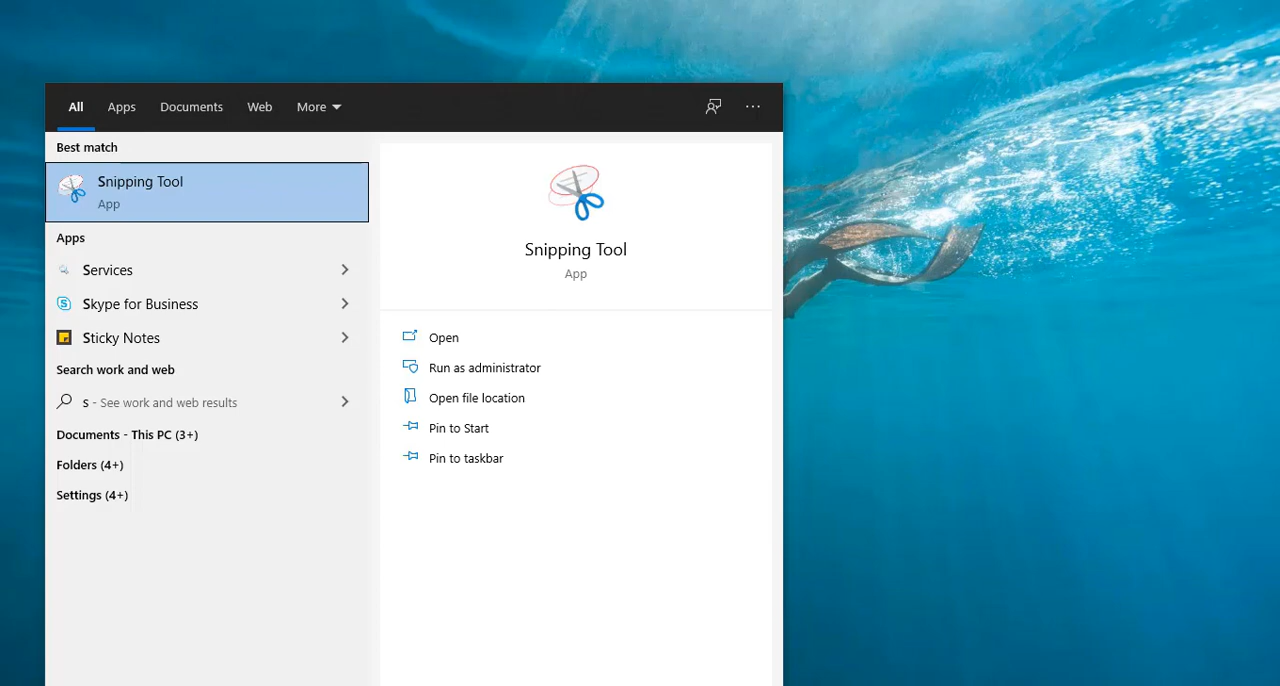 All Apps Documents Web More
Best match
Snipping Tool
App
Apps
Services
Skype for Business
Sticky Notes
Search work and web
s - See work and web results
Documents - This PC (3+)
Folders (4+)
Settings (4+)
Snipping Tool
App
Open
Run as administrator
Open file location
Pin to Start
Pin to taskbar